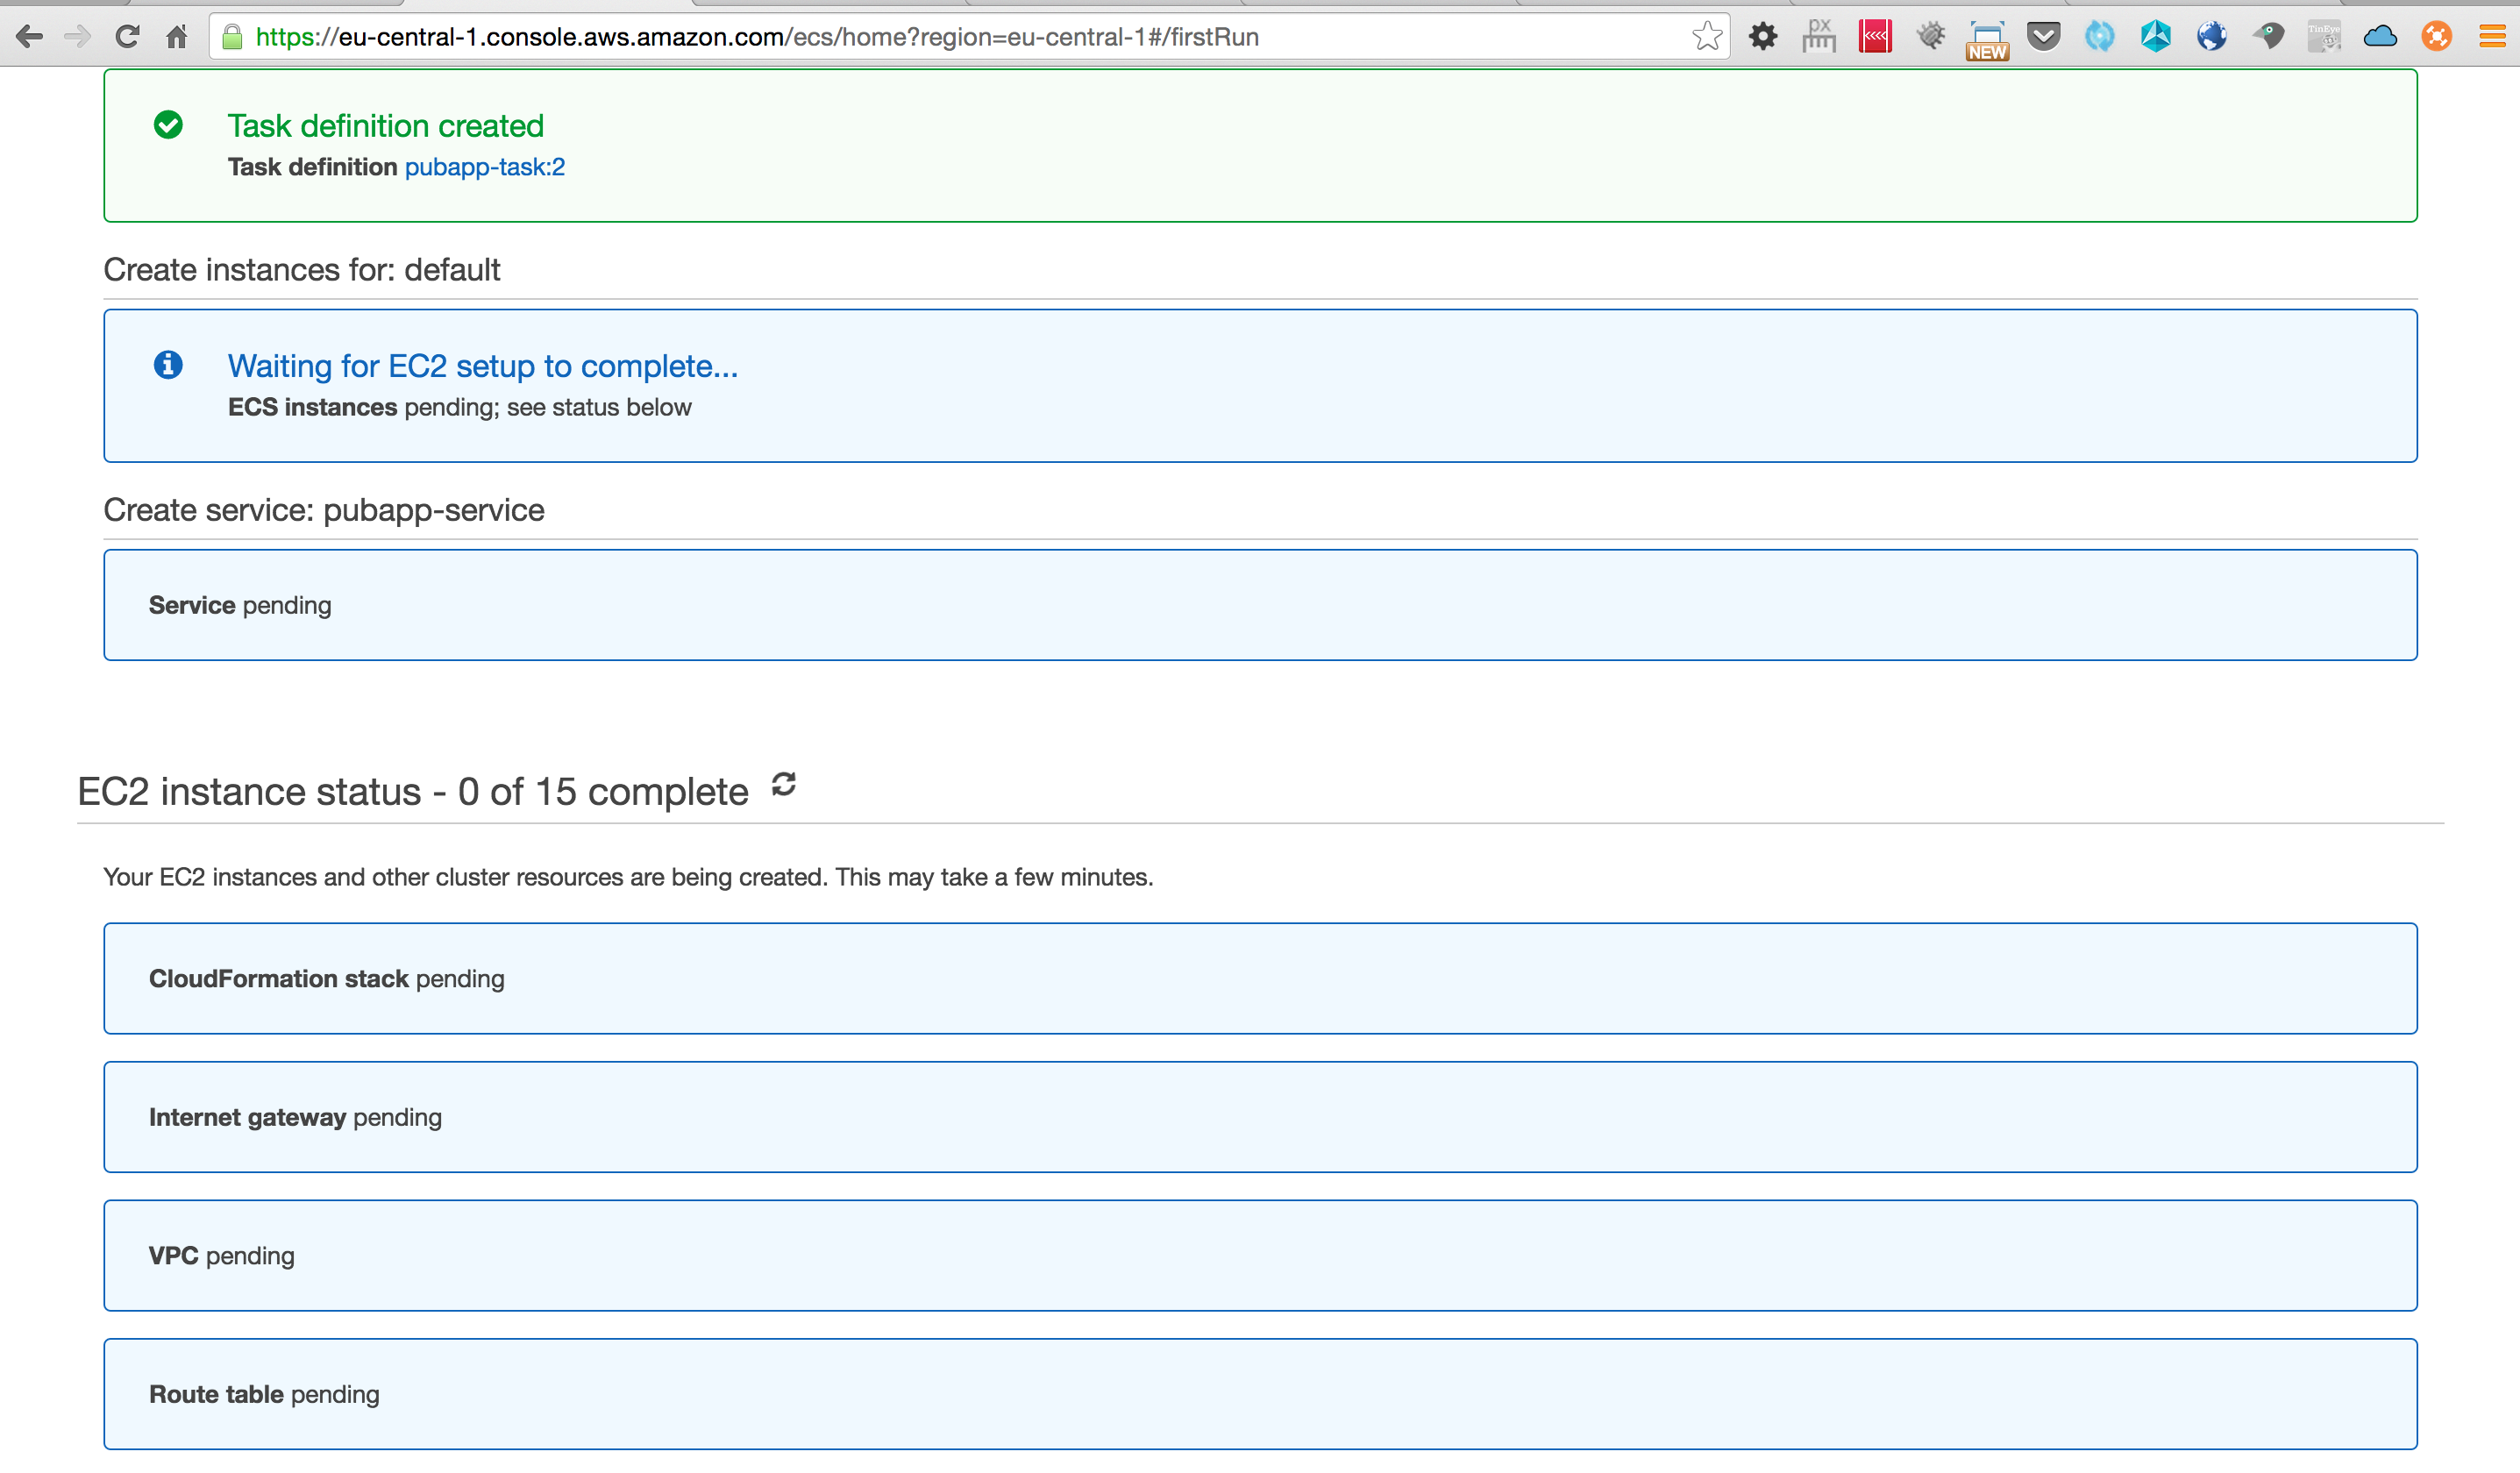 https://eu-central-1.console.aws.amazon.com/ecs/home?region=eu-central-1#/firstRun
px
NEW
TinEye
Task definition created
Task definition pubapp-task:2
Create instances for: default
Waiting for EC2 setup to complete...
ECS instances pending; see status below
Create service: pubapp-service
Service pending
EC2 instance status - 0 of 15 complete
Your EC2 instances and other cluster resources are being created. This may take a few minutes.
CloudFormation stack pending
Internet gateway pending
VPC pending
Route table pending